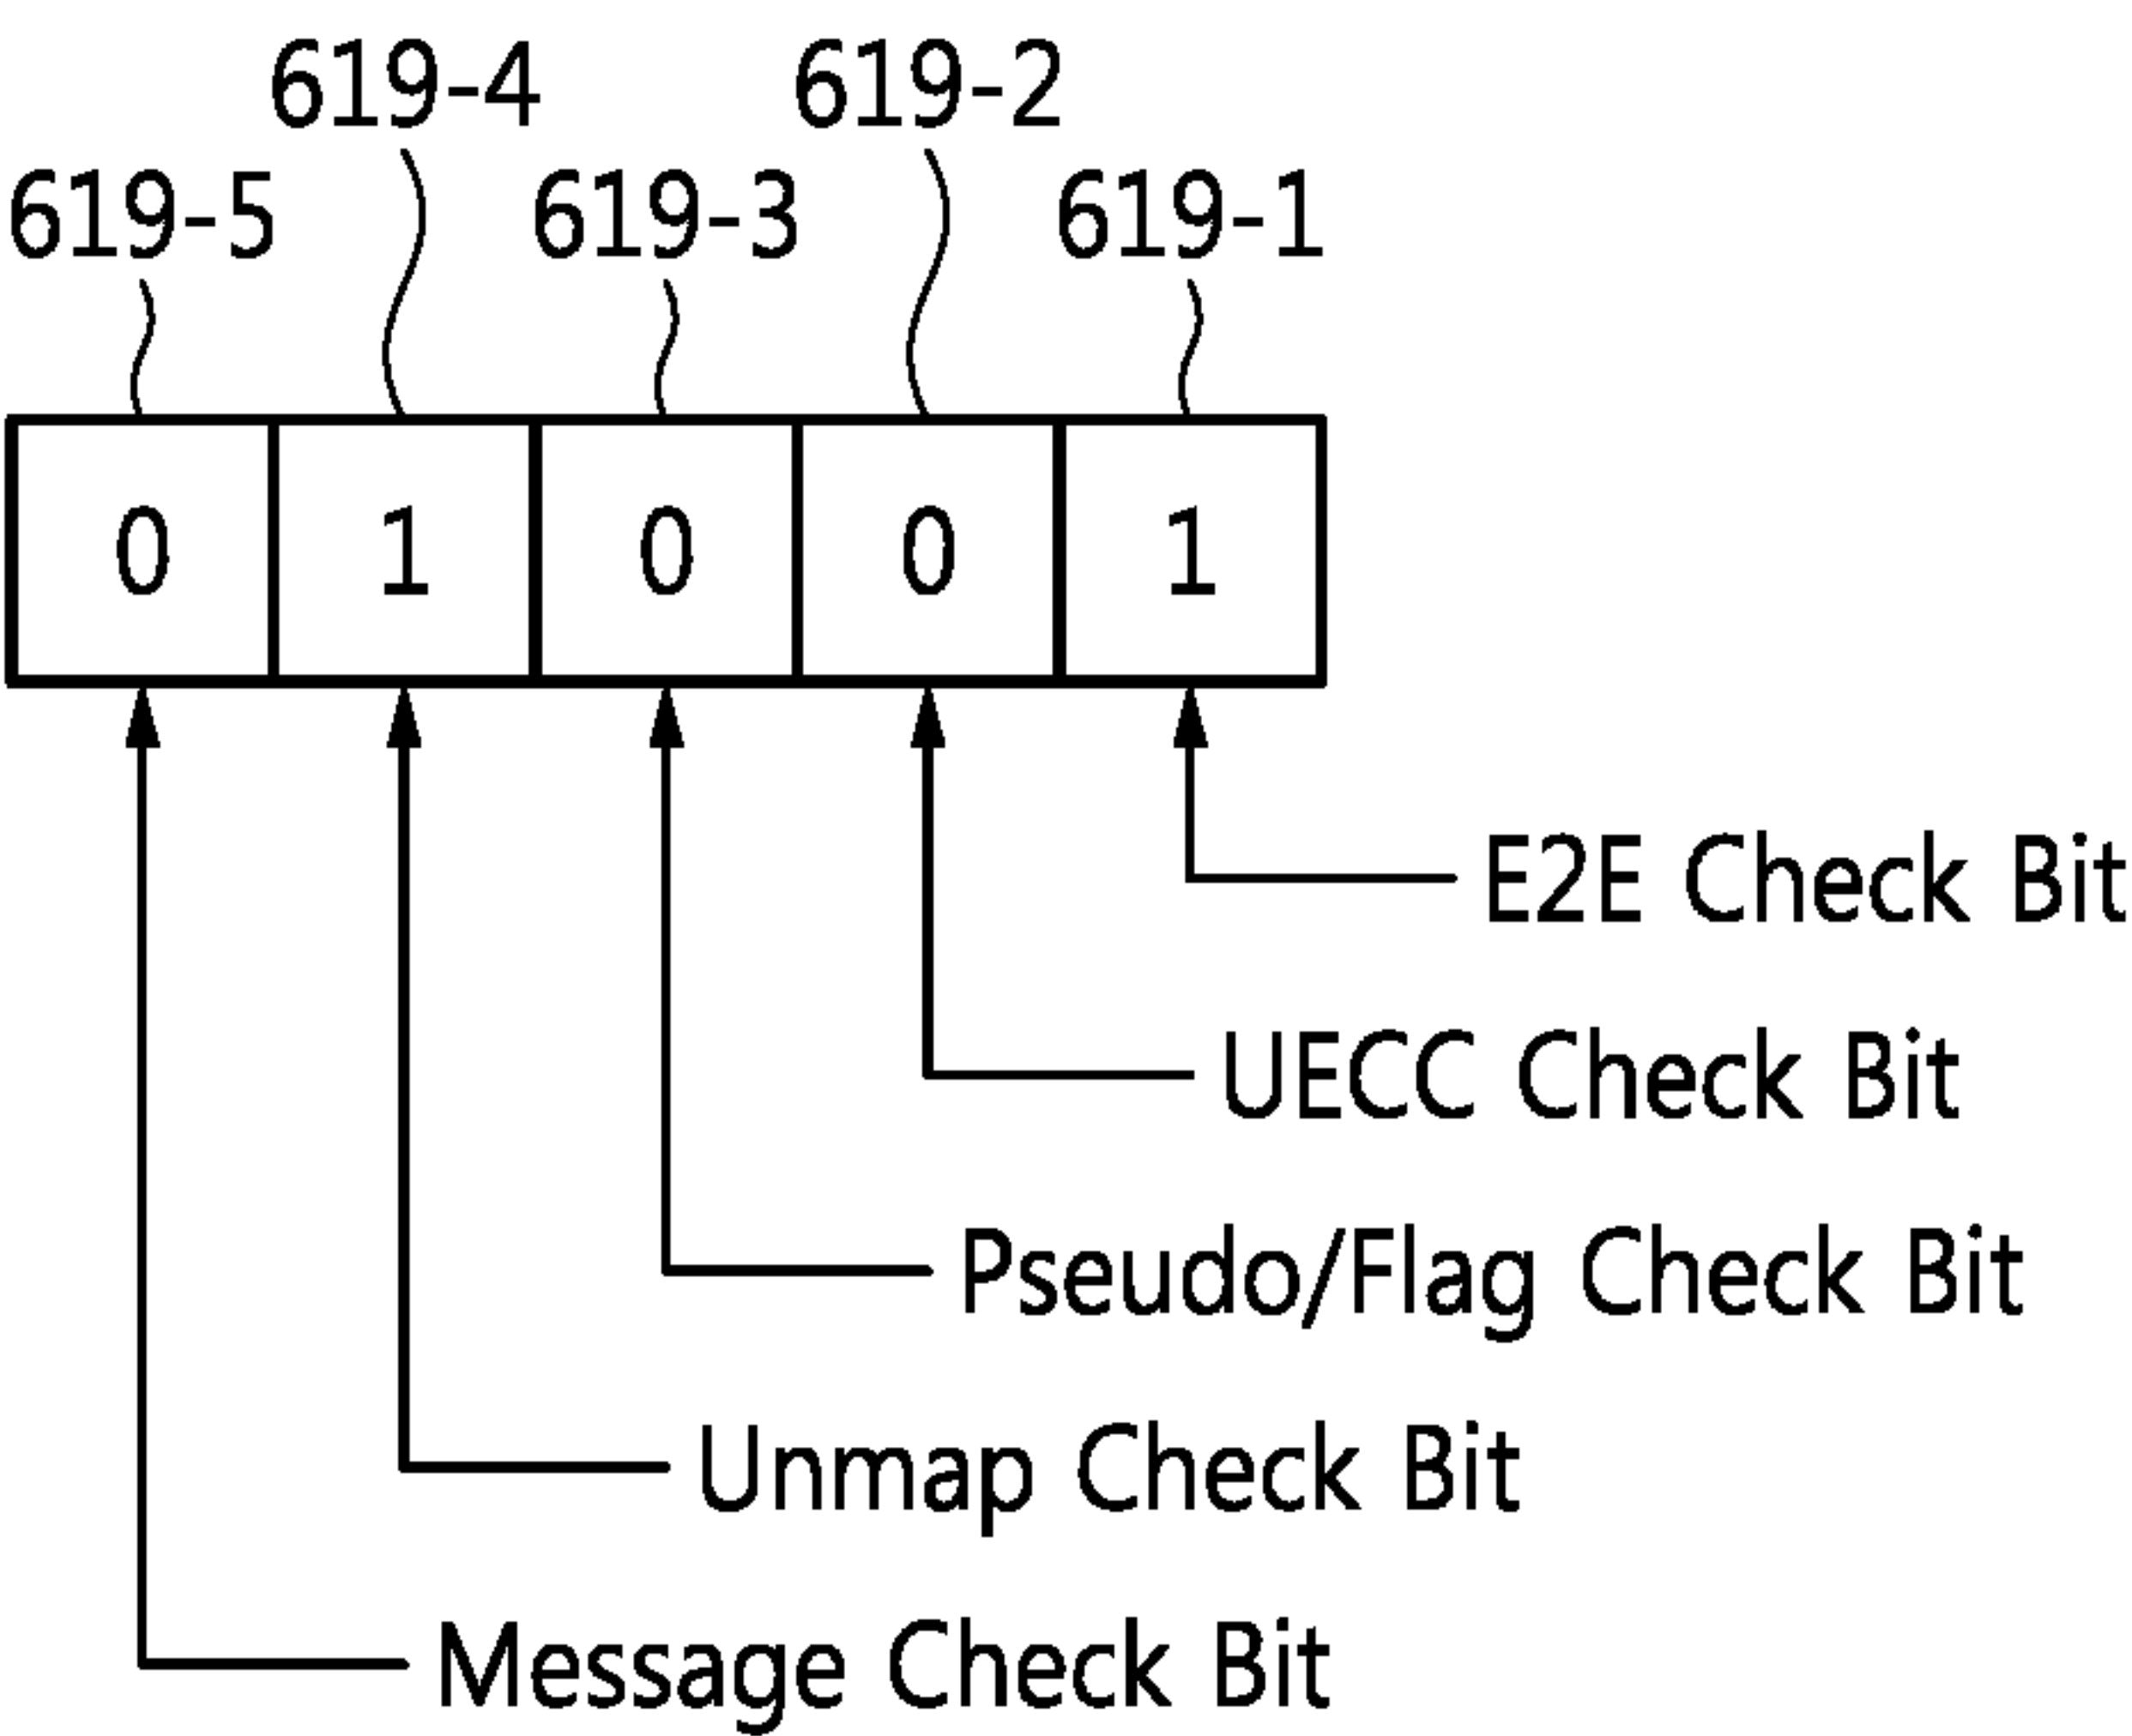 619-4 619-2
619-5 619-3 619-1
0 1 0 0 1
E2E Check Bit
UECC Check Bit
Pseudo/Flag Check Bit
Unmap Check Bit
Message Check Bit